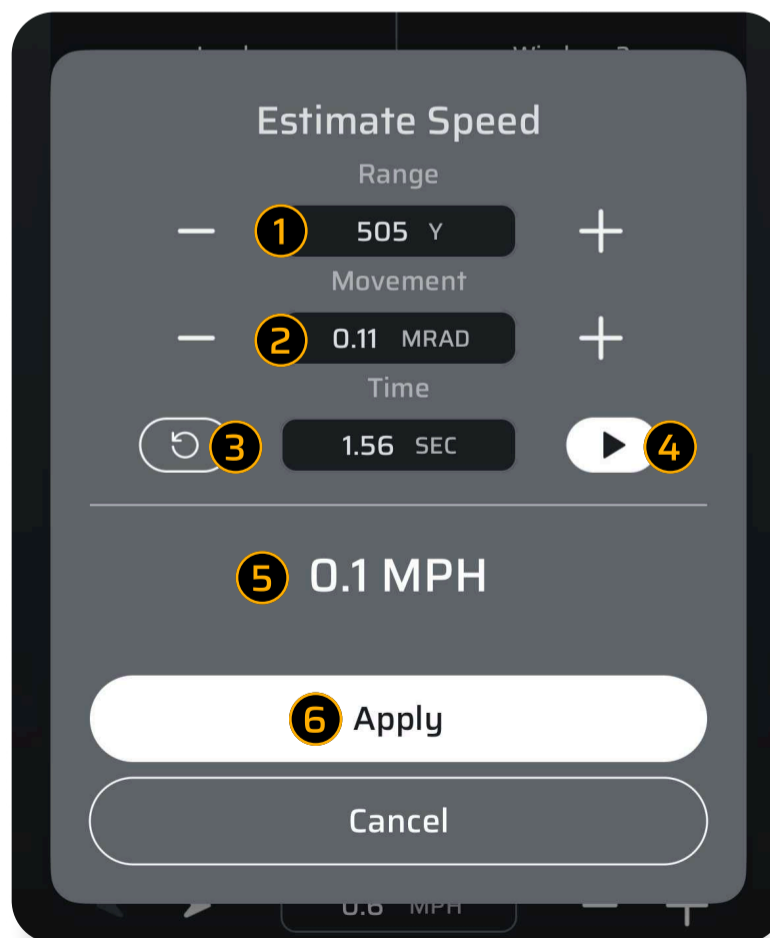 Estimate Speed
Range
1 505 Y
Movement
2 0.11 MRAD
Time
3 1.56 SEC 4
5 0.1 MPH
6 Apply
Cancel
0.6 MPH